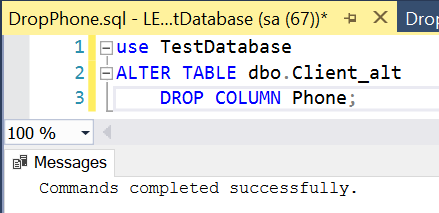 DropPhone.sql - LE...tDatabase (sa (67))* Dro
1 use TestDatabase
2 ALTER TABLE dbo.Client_alt
3 DROP COLUMN Phone;
100 %
Messages
Commands completed successfully.